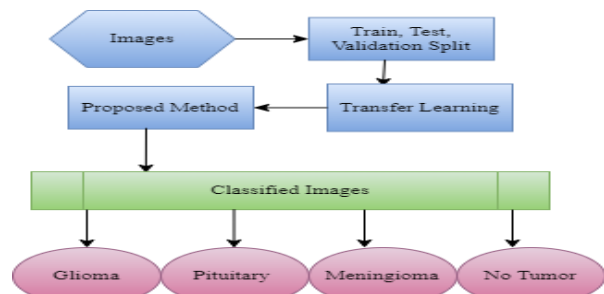 Images
Train, Test,
Validation Split
Proposed Method
Transfer Learning
Classified Images
Glioma
Pituitary
Meningioma
No Tumor